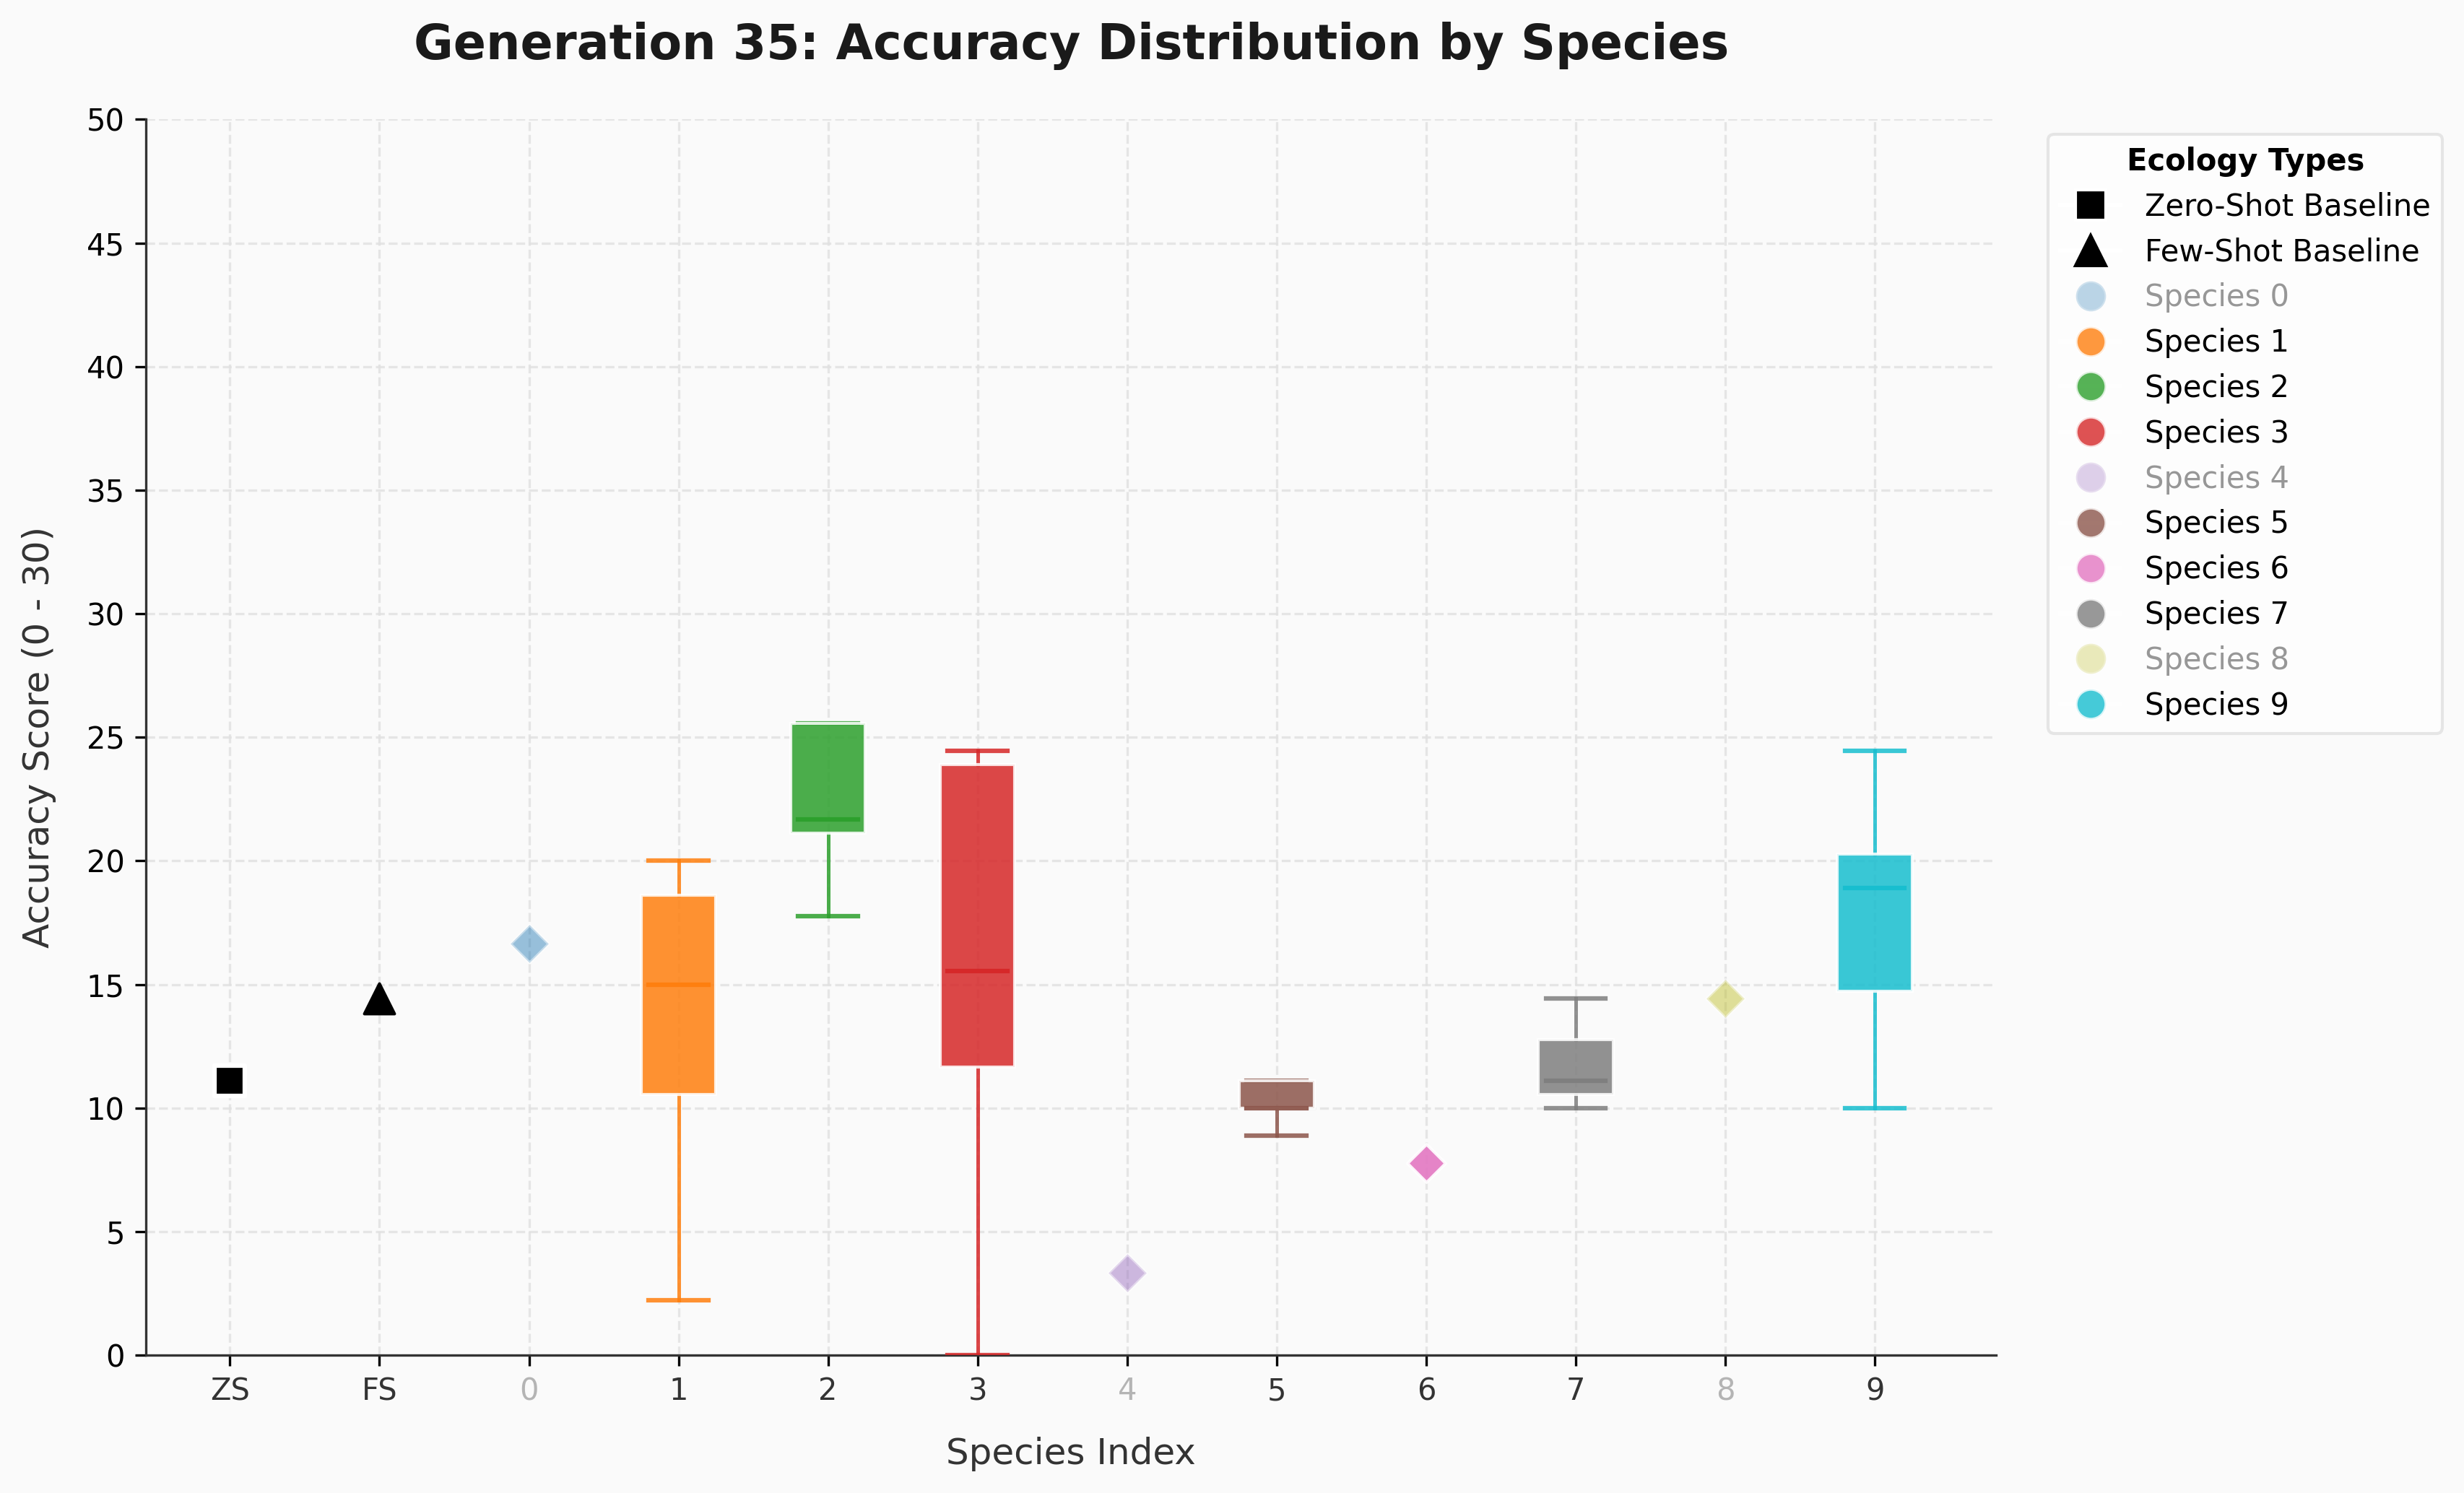 Generation 35: Accuracy Distribution by Species
50
45
40
35
30
25
20
15
10
5
0
Accuracy Score (0 - 30)
ZS FS 0 1 2 3 4 5 6 7 8 9
Species Index
Ecology Types
Zero-Shot Baseline
Few-Shot Baseline
Species 0
Species 1
Species 2
Species 3
Species 4
Species 5
Species 6
Species 7
Species 8
Species 9